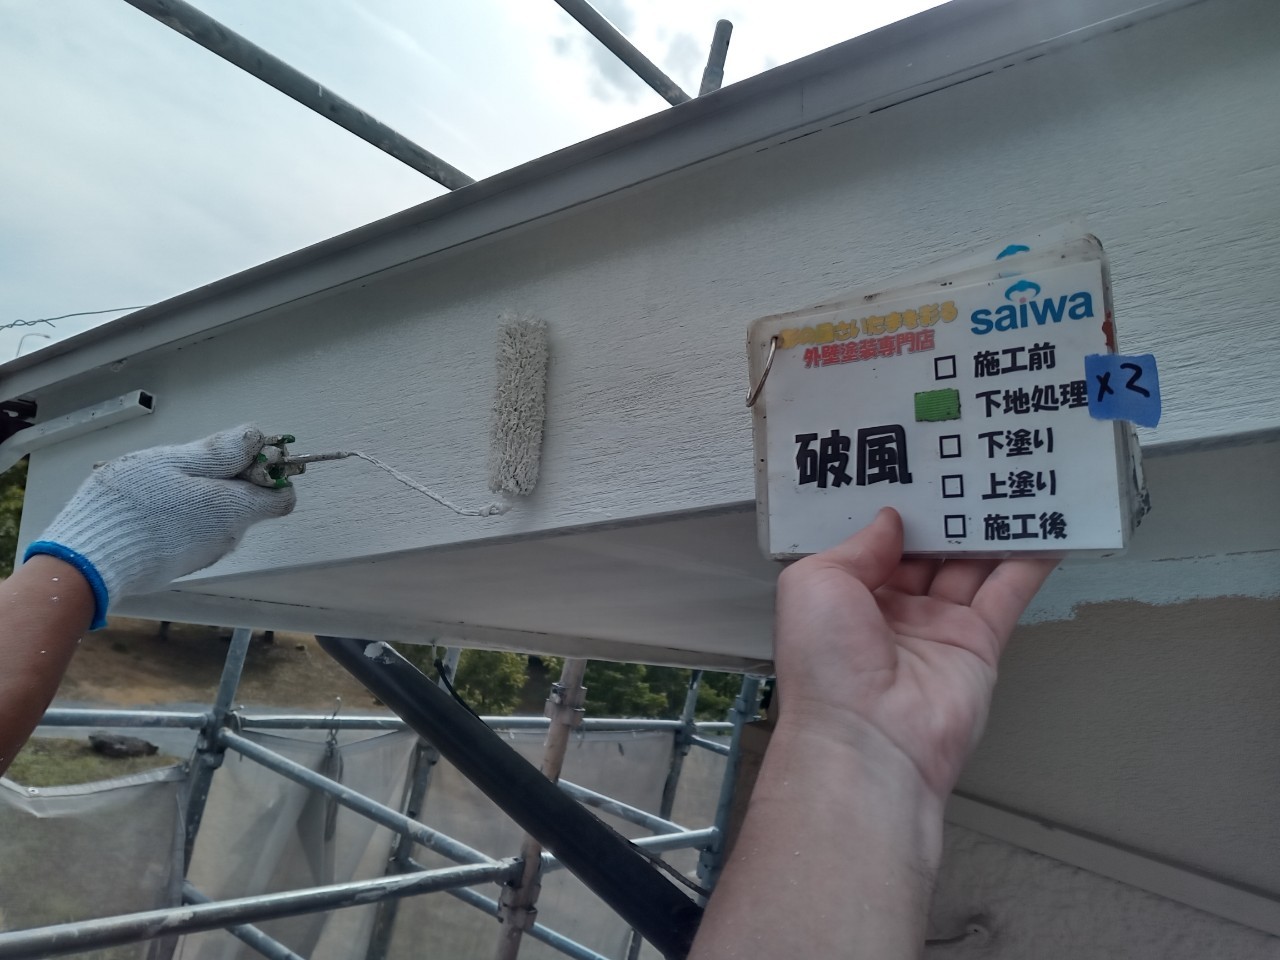 saiwa
外壁塗装専門店
破風
施工前
下地処理
x2
下塗り
上塗り
施工後